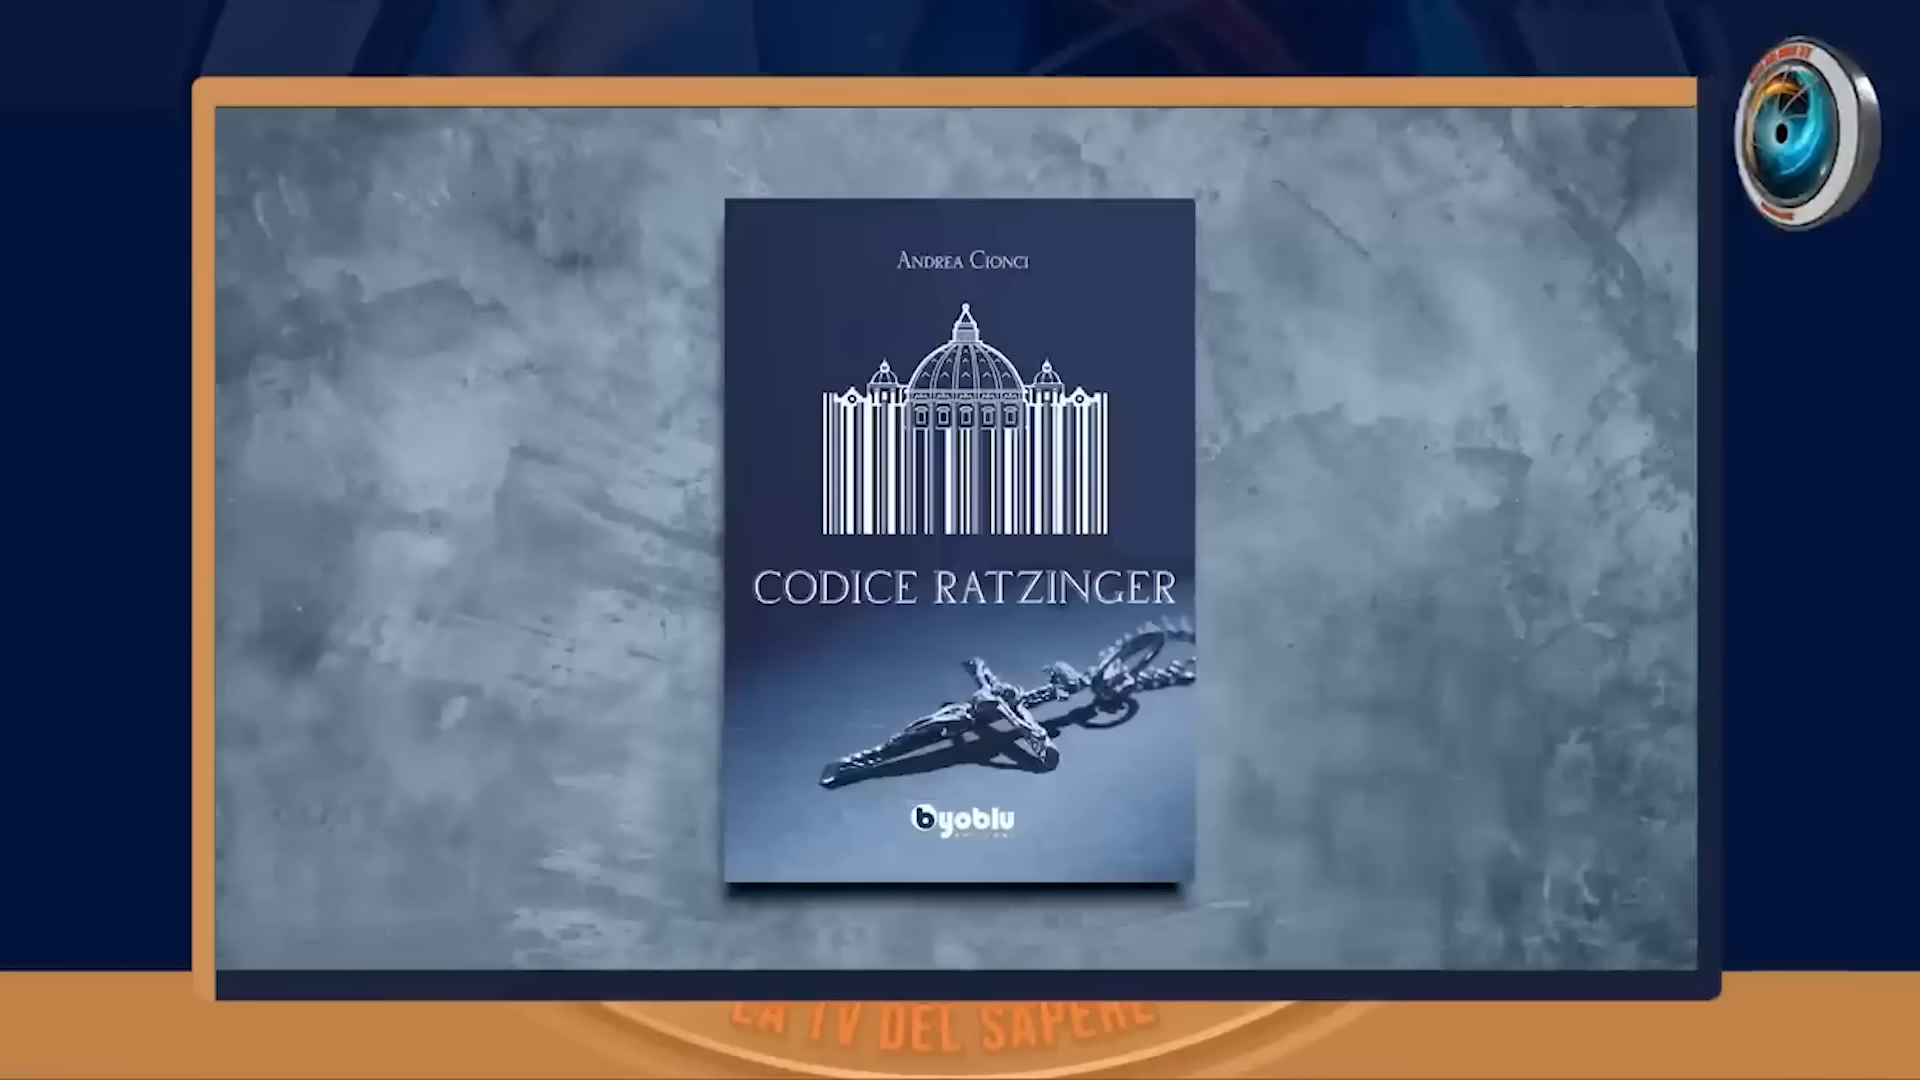 Andrea Cionci
CODICE RATZINGER
byoblu
LA TV DEL SAPERE